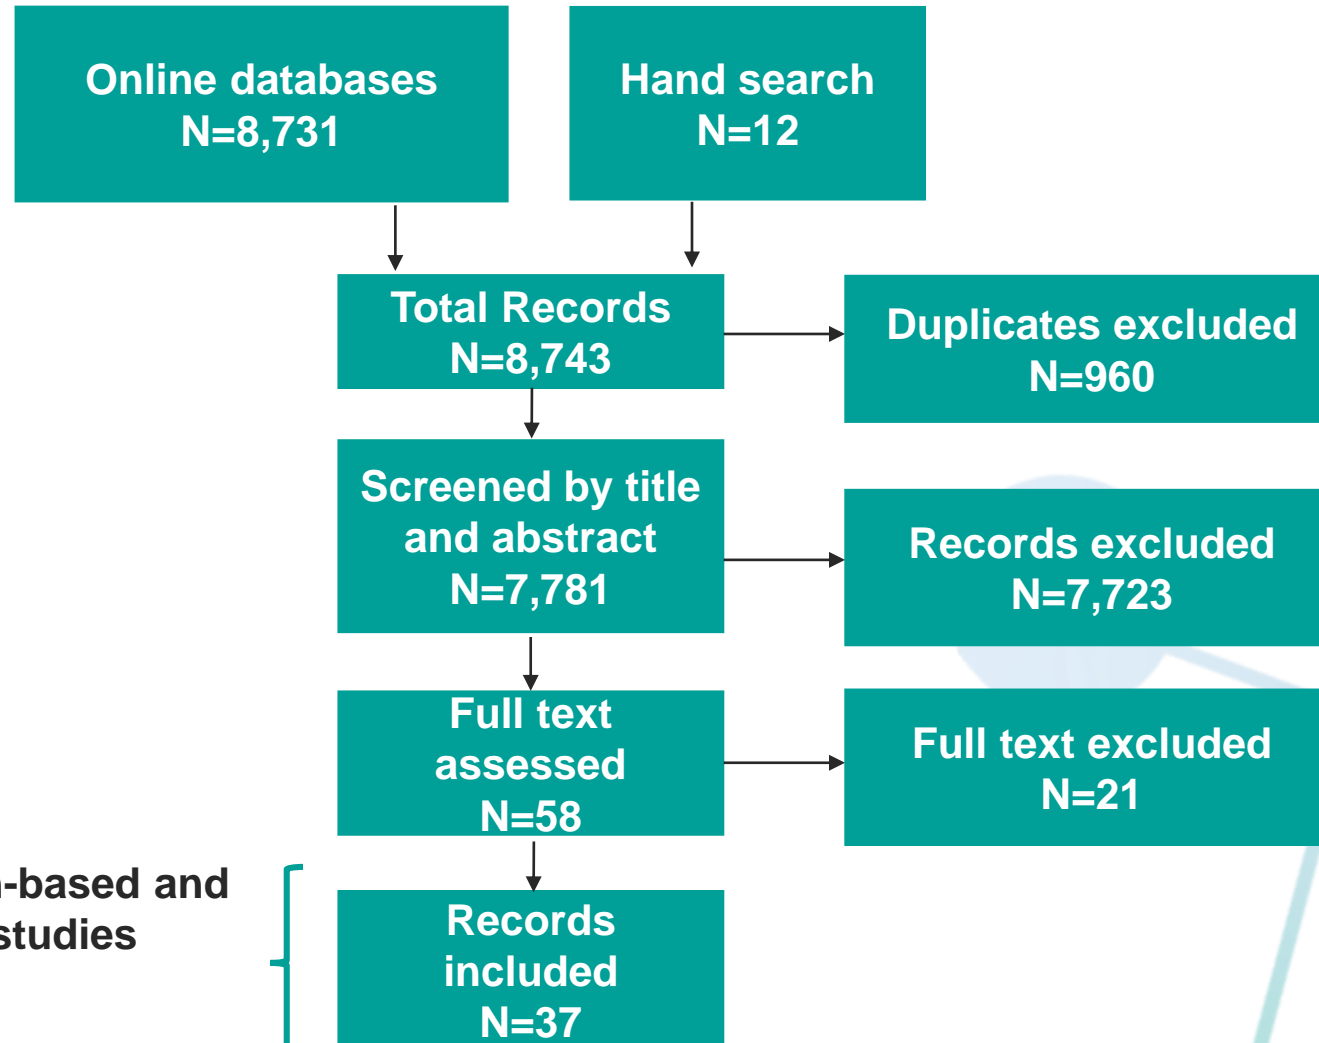 Online databases
N=8,731
Hand search
N=12
Total Records
N=8,743
Duplicates excluded
N=960
Screened by title
and abstract
N=7,781
Records excluded
N=7,723
Full text
assessed
N=58
Full text excluded
N=21
-based and
studies
Records
included
N=37